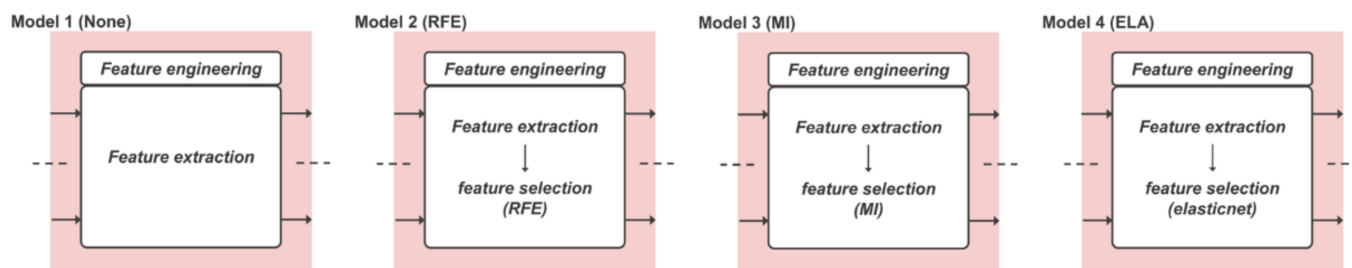 Model 1 (None)
Feature engineering
Feature extraction
Model 2 (RFE)
Feature engineering
Feature extraction
feature selection
(RFE)
Model 3 (MI)
Feature engineering
Feature extraction
feature selection
(MI)
Model 4 (ELA)
Feature engineering
Feature extraction
feature selection
(elasticnet)